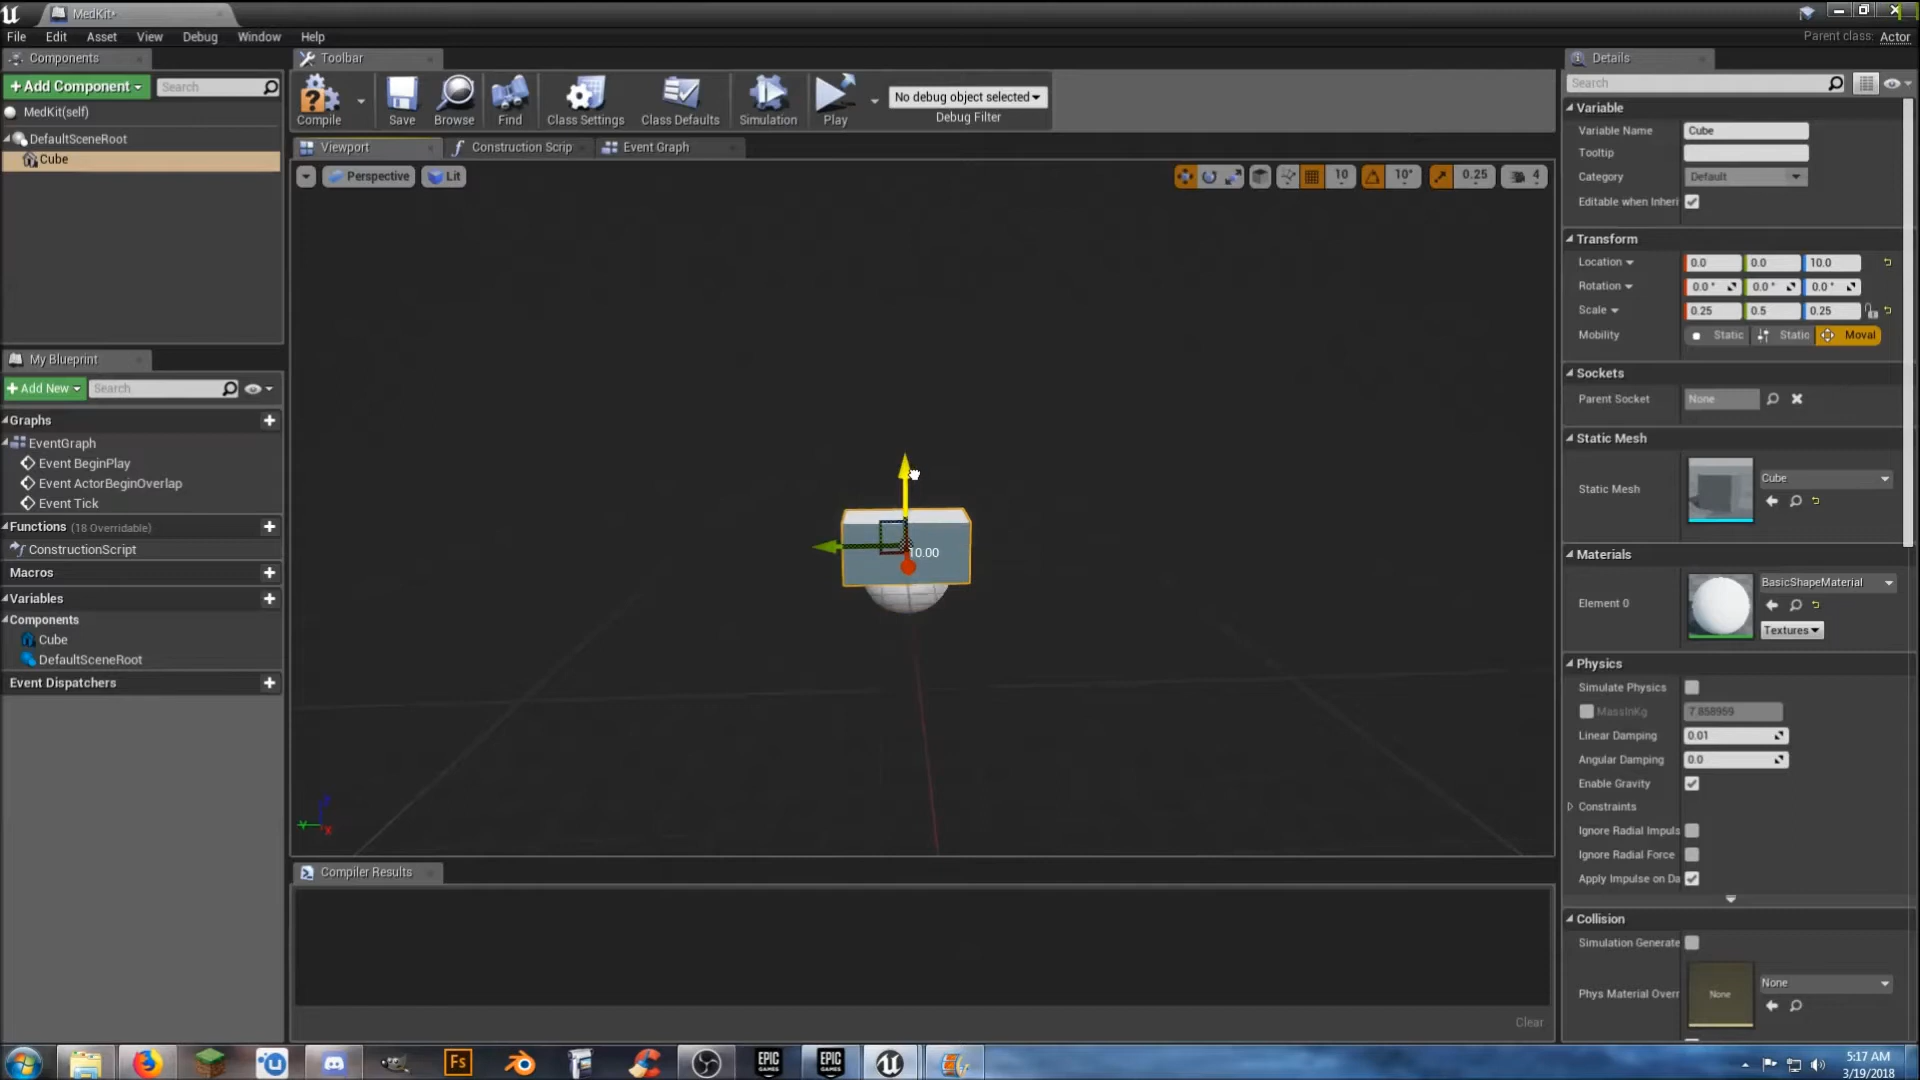 MedKit*
File Edit Asset View Debug Window Help
Parent class: Actor
Components
+Add Component
Search
MedKit(self)
DefaultSceneRoot
Cube
My Blueprint
+Add New
Search
Graphs
EventGraph
Event BeginPlay
Event ActorBeginOverlap
Event Tick
Functions (18 Overridable)
ConstructionScript
Macros
Variables
Components
Cube
DefaultSceneRoot
Event Dispatchers
Toolbar
Compile Save Browse Find Class Settings Class Defaults Simulation Play
No debug object selected
Debug Filter
Viewport Construction Scrip Event Graph
Perspective Lit
10 10° 0.25 4
10.00
Compiler Results
Clear
Details
Search
Variable
Variable Name Cube
Tooltip
Category Default
Editable when Inheri
Transform
Location 0.0 0.0 10.0
Rotation 0.0° 0.0° 0.0°
Scale 0.25 0.5 0.25
Mobility Static Static Movat
Sockets
Parent Socket None
Static Mesh
Static Mesh Cube
Materials
Element 0 BasicShapeMaterial
Textures
Physics
Simulate Physics
MassInKg 7.858959
Linear Damping 0.01
Angular Damping 0.0
Enable Gravity
Constraints
Ignore Radial Impuls
Ignore Radial Force
Apply Impulse on Da
Collision
Simulation Generate
Phys Material Overr None None
Fs
EPIC GAMES
EPIC GAMES
5:17 AM
3/19/2018